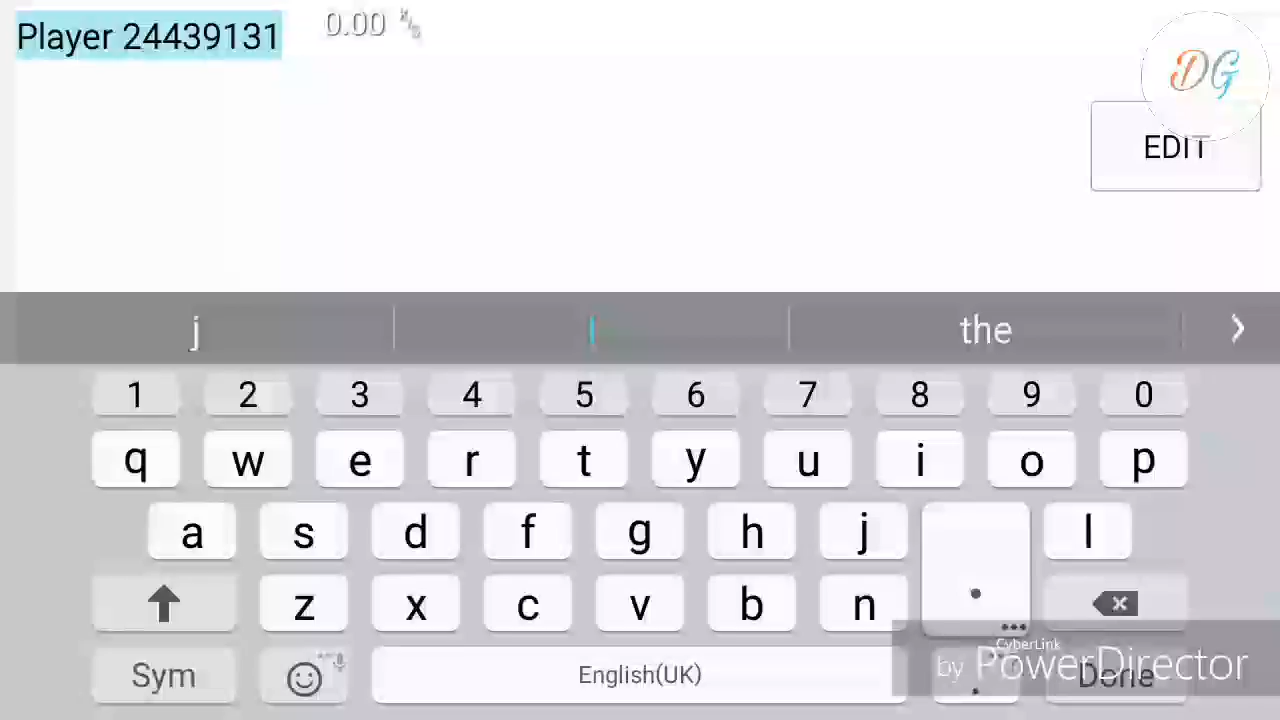 Player 24439131
0.00 K/s
DG
EDIT
j
the
1 2 3 4 5 6 7 8 9 0
q w e r t y u i o p
a s d f g h j l
z x c v b n .
Sym English(UK) . Done
CyberLink
by PowerDirector